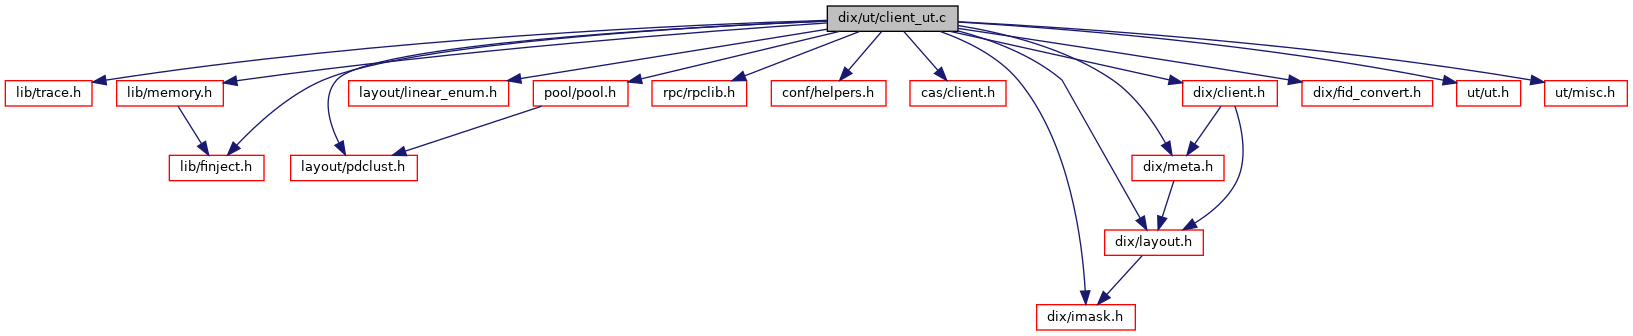 dix/ut/client_ut.c
lib/trace.h
lib/memory.h
layout/linear_enum.h
pool/pool.h
rpc/rpclib.h
conf/helpers.h
cas/client.h
dix/client.h
dix/fid_convert.h
ut/ut.h
ut/misc.h
lib/finject.h
layout/pdclust.h
dix/meta.h
dix/layout.h
dix/imask.h